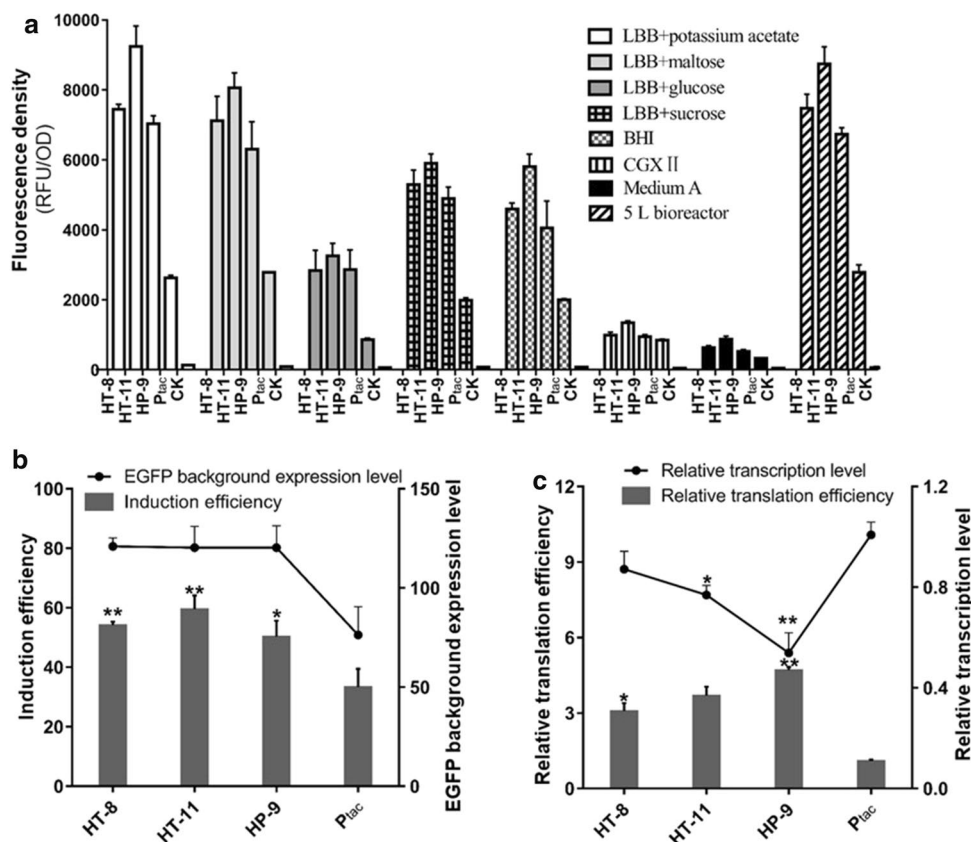 a
Fluorescence density
(RFU/OD)
10000
8000
6000
4000
2000
0
LBB+potassium acetate
LBB+maltose
LBB+glucose
LBB+sucrose
BHI
CGX II
Medium A
5 L bioreactor
HT-8 HT-11 HP-9 Ptac CK HT-8 HT-11 HP-9 Ptac CK HT-8 HT-11 HP-9 Ptac CK HT-8 HT-11 HP-9 Ptac CK HT-8 HT-11 HP-9 Ptac CK HT-8 HT-11 HP-9 Ptac CK HT-8 HT-11 HP-9 Ptac CK HT-8 HT-11 HP-9 Ptac CK
b
EGFP background expression level
Induction efficiency
Induction efficiency
100
80
60
40
20
0
** ** *
150
100
50
0
EGFP background expression level
HT-8 HT-11 HP-9 Ptac
c
Relative transcription level
Relative translation efficiency
Relative translation efficiency
12
9
6
3
0
* ** ** *
1.2
0.8
0.4
0.0
Relative transcription level
HT-8 HT-11 HP-9 Ptac